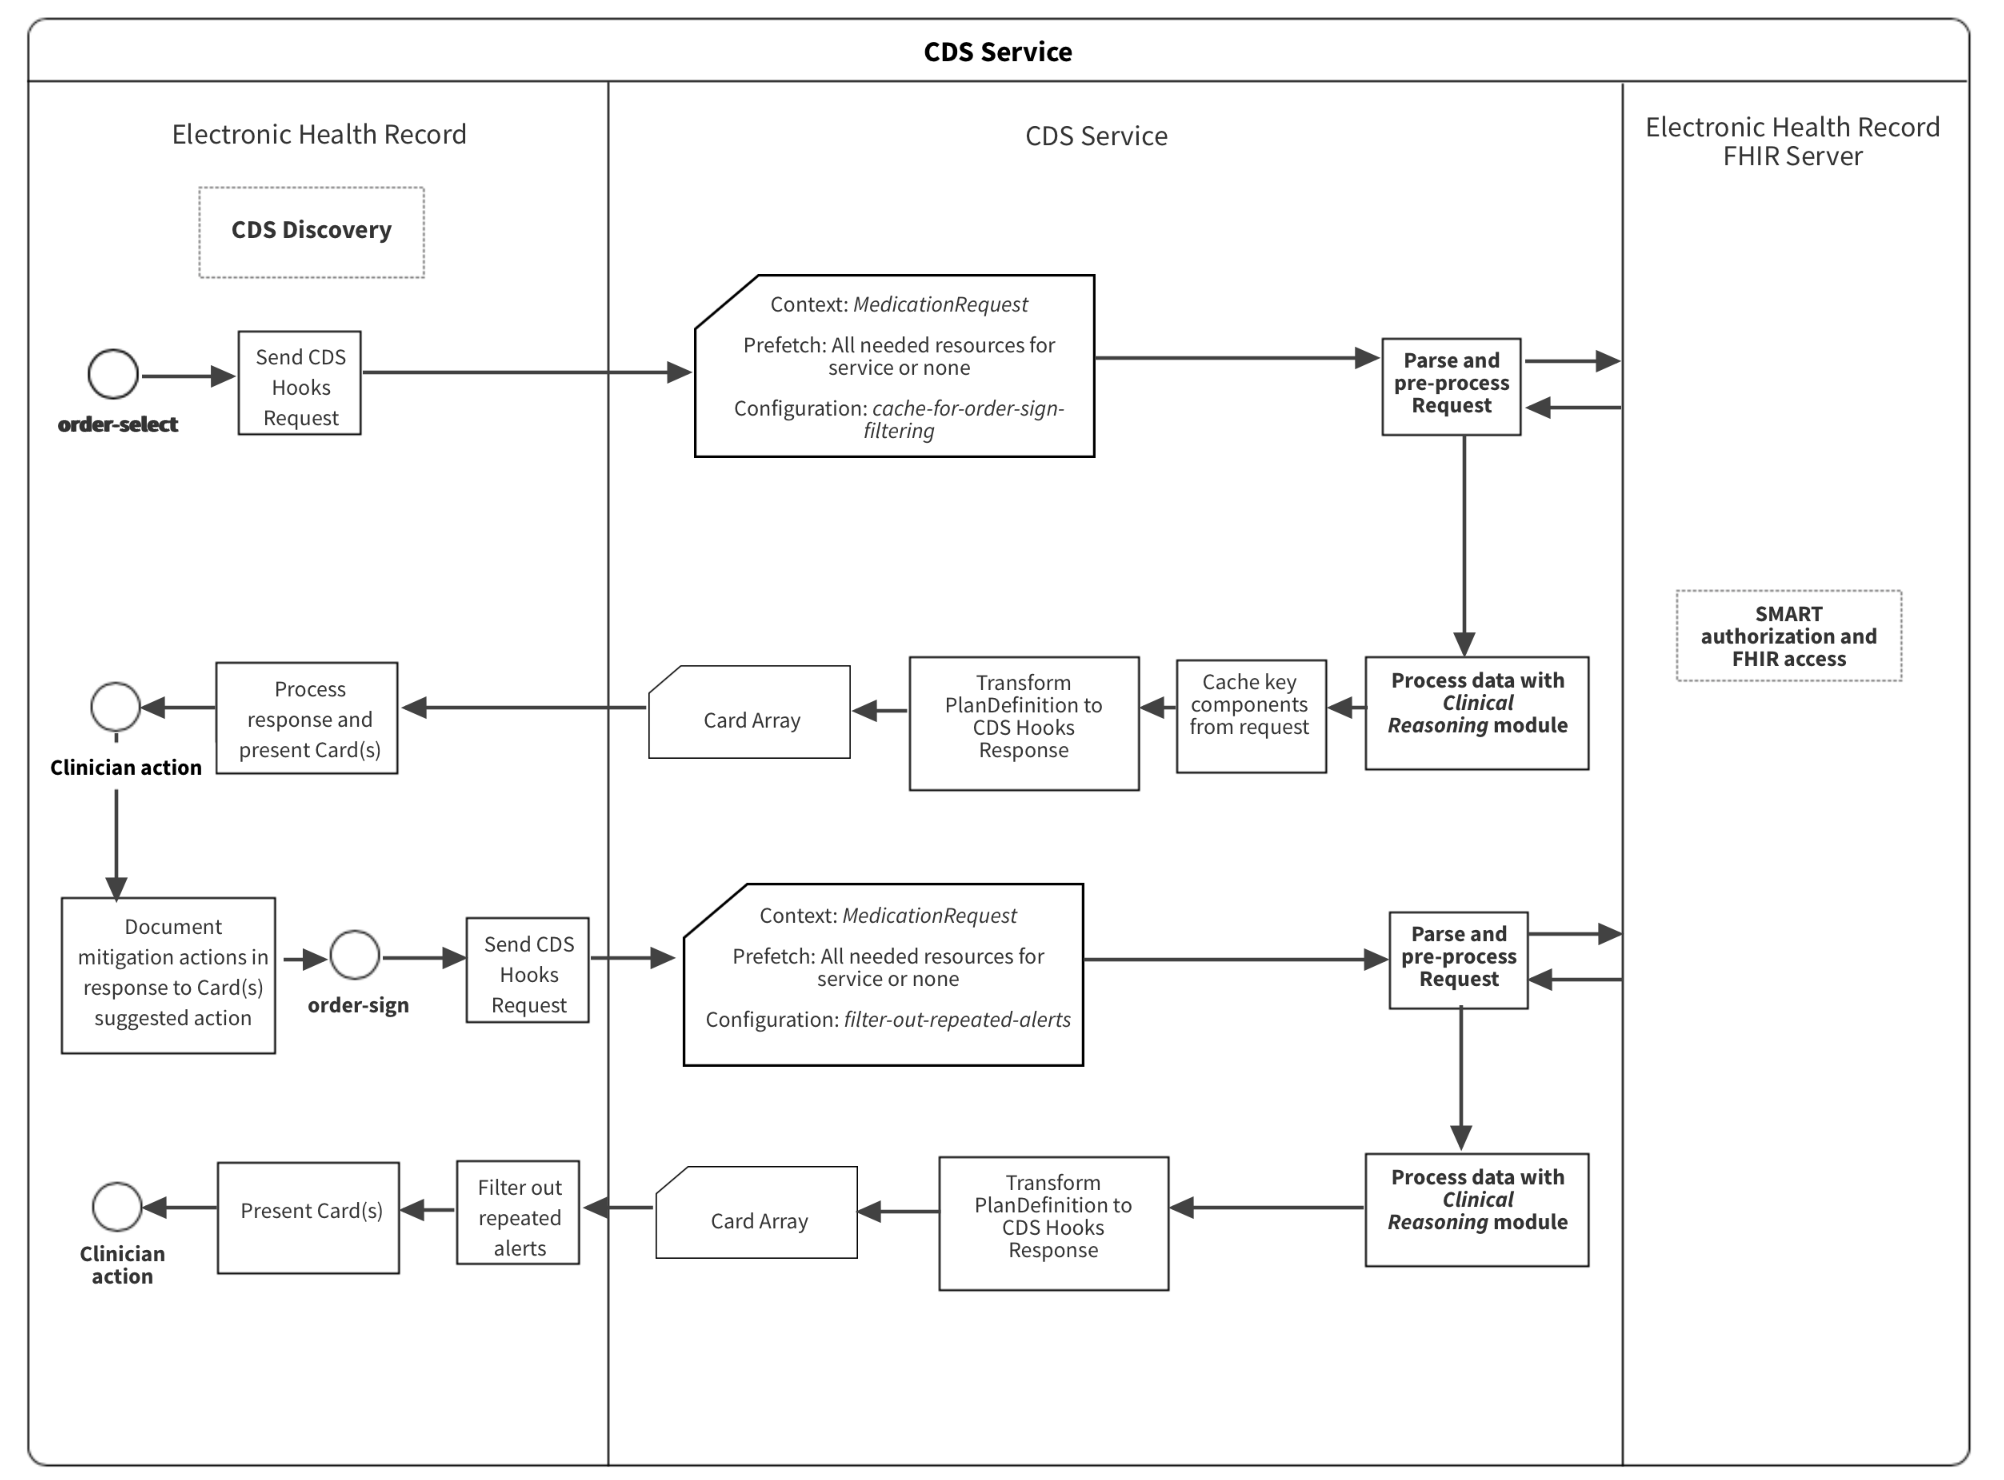 CDS Service
Electronic Health Record
CDS Service
Electronic Health Record
FHIR Server
CDS Discovery
order-select
Send CDS
Hooks
Request
Context: MedicationRequest
Prefetch: All needed resources for
service or none
Configuration: cache-for-order-sign-
filtering
Parse and
pre-process
Request
SMART
authorization and
FHIR access
Process data with
Clinical
Reasoning module
Cache key
components
from request
Transform
PlanDefinition to
CDS Hooks
Response
Card Array
Process
response and
present Card(s)
Clinician action
Document
mitigation actions in
response to Card(s)
suggested action
order-sign
Send CDS
Hooks
Request
Context: MedicationRequest
Prefetch: All needed resources for
service or none
Configuration: filter-out-repeated-alerts
Parse and
pre-process
Request
Process data with
Clinical
Reasoning module
Transform
PlanDefinition to
CDS Hooks
Response
Card Array
Filter out
repeated
alerts
Present Card(s)
Clinician
action